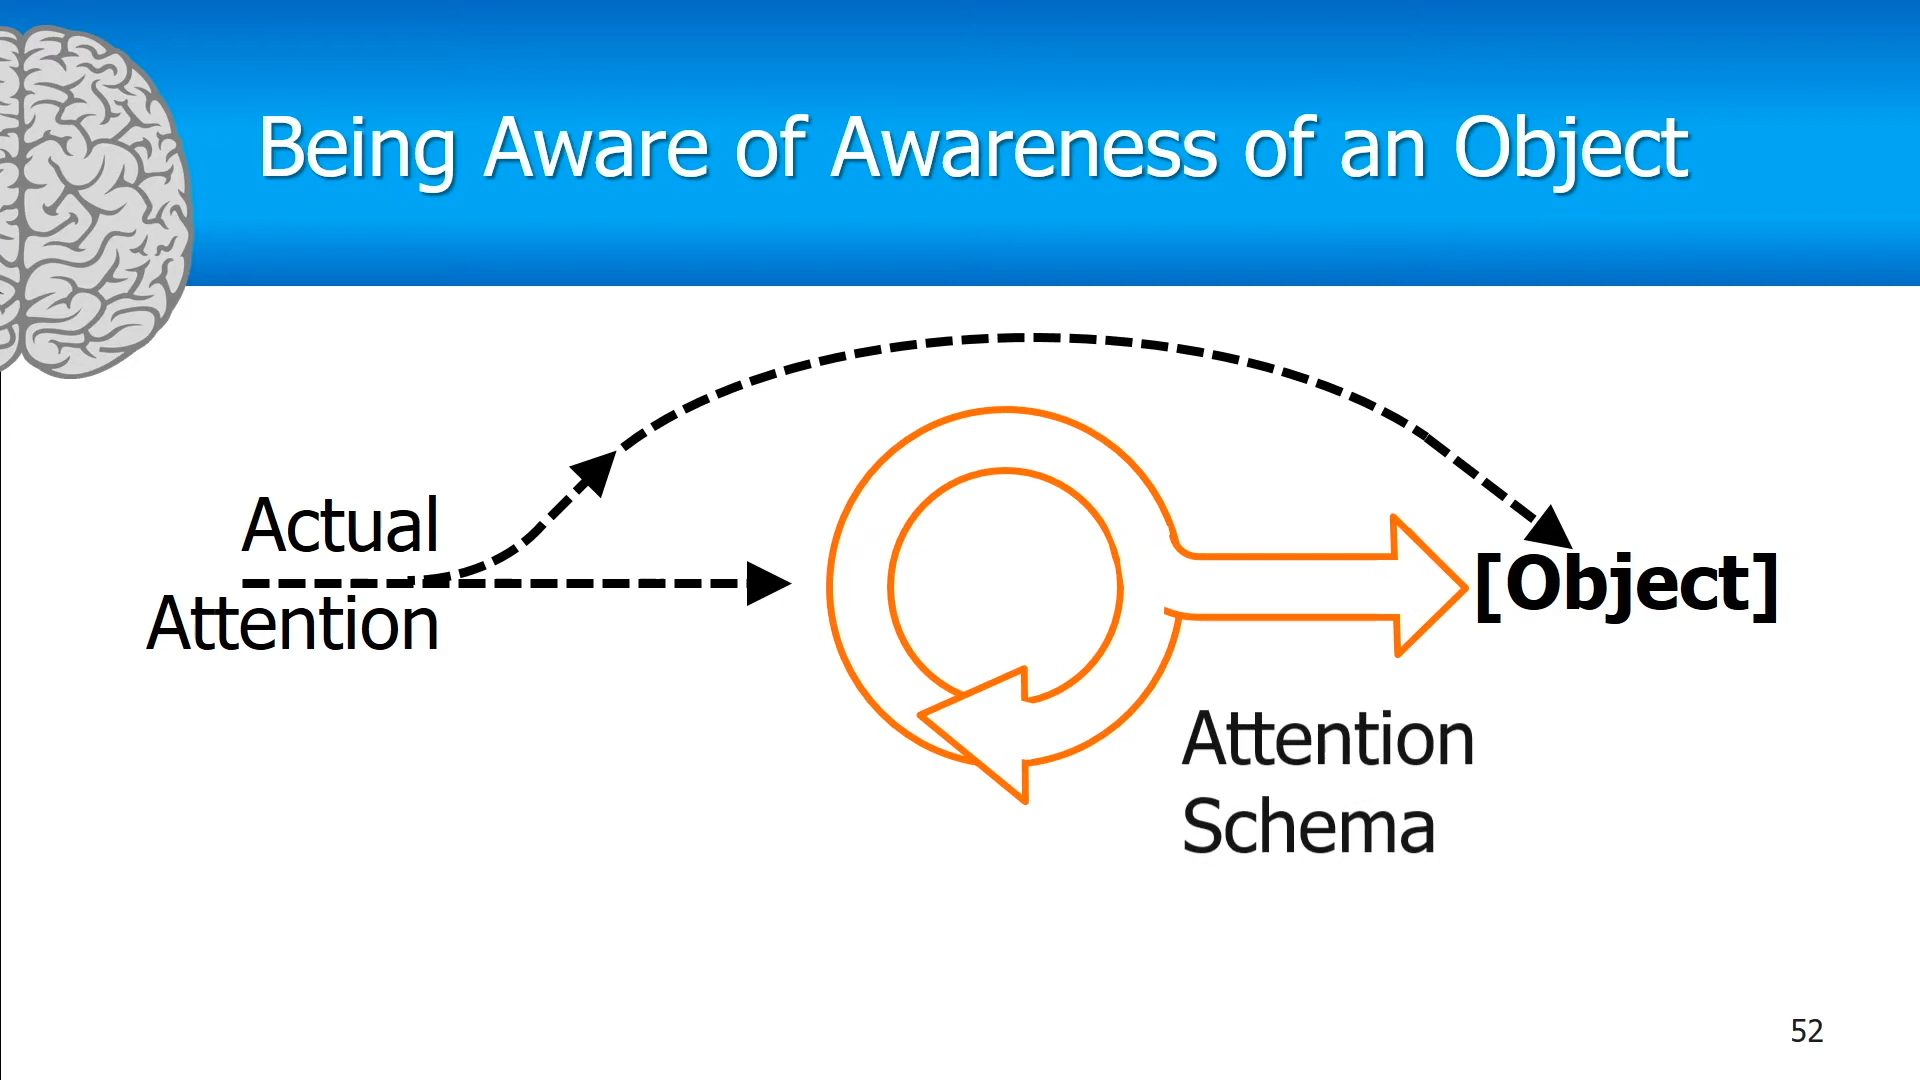 Being Aware of Awareness of an Object
Actual
Attention
[Object]
Attention
Schema
52